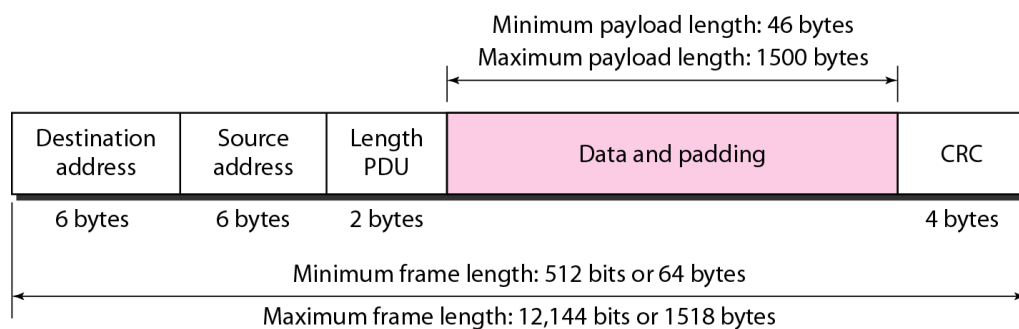 Minimum payload length: 46 bytes
Maximum payload length: 1500 bytes
Destination address
Source address
Length PDU
Data and padding
CRC
6 bytes
6 bytes
2 bytes
4 bytes
Minimum frame length: 512 bits or 64 bytes
Maximum frame length: 12,144 bits or 1518 bytes